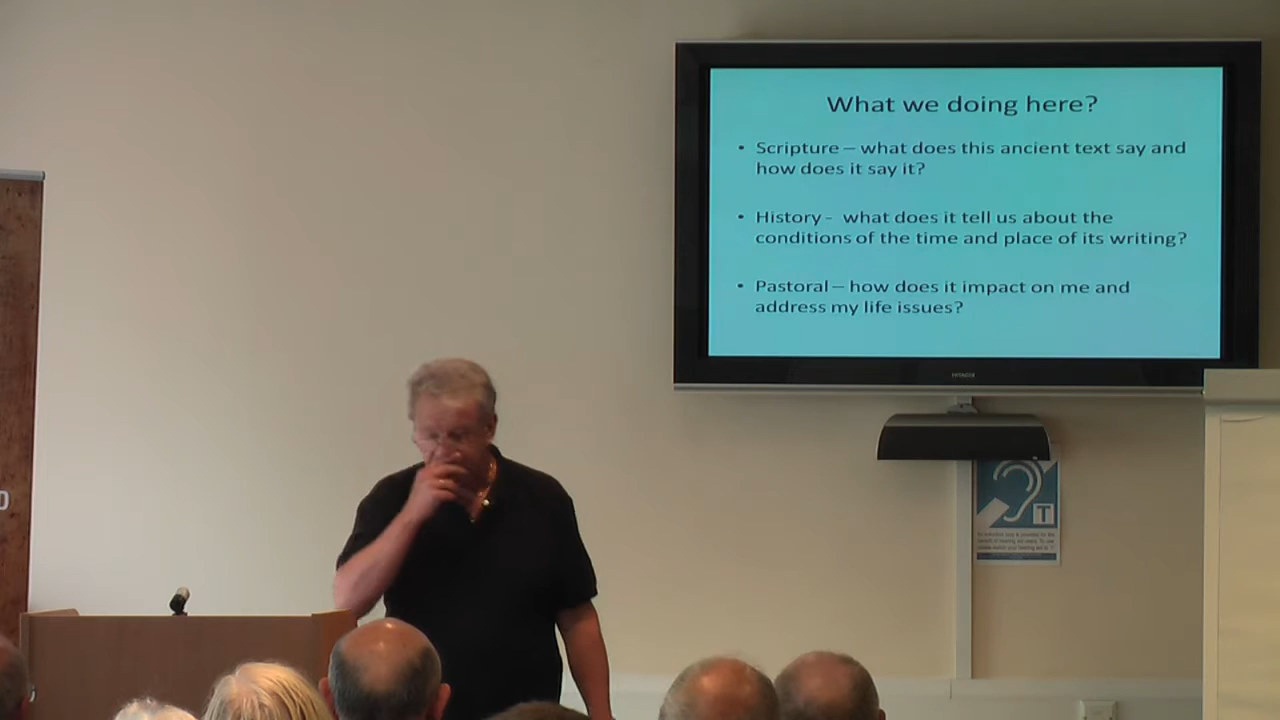 What we doing here?
• Scripture – what does this ancient text say and
how does it say it?
• History - what does it tell us about the
conditions of the time and place of its writing?
• Pastoral – how does it impact on me and
address my life issues?
HITACHI
T